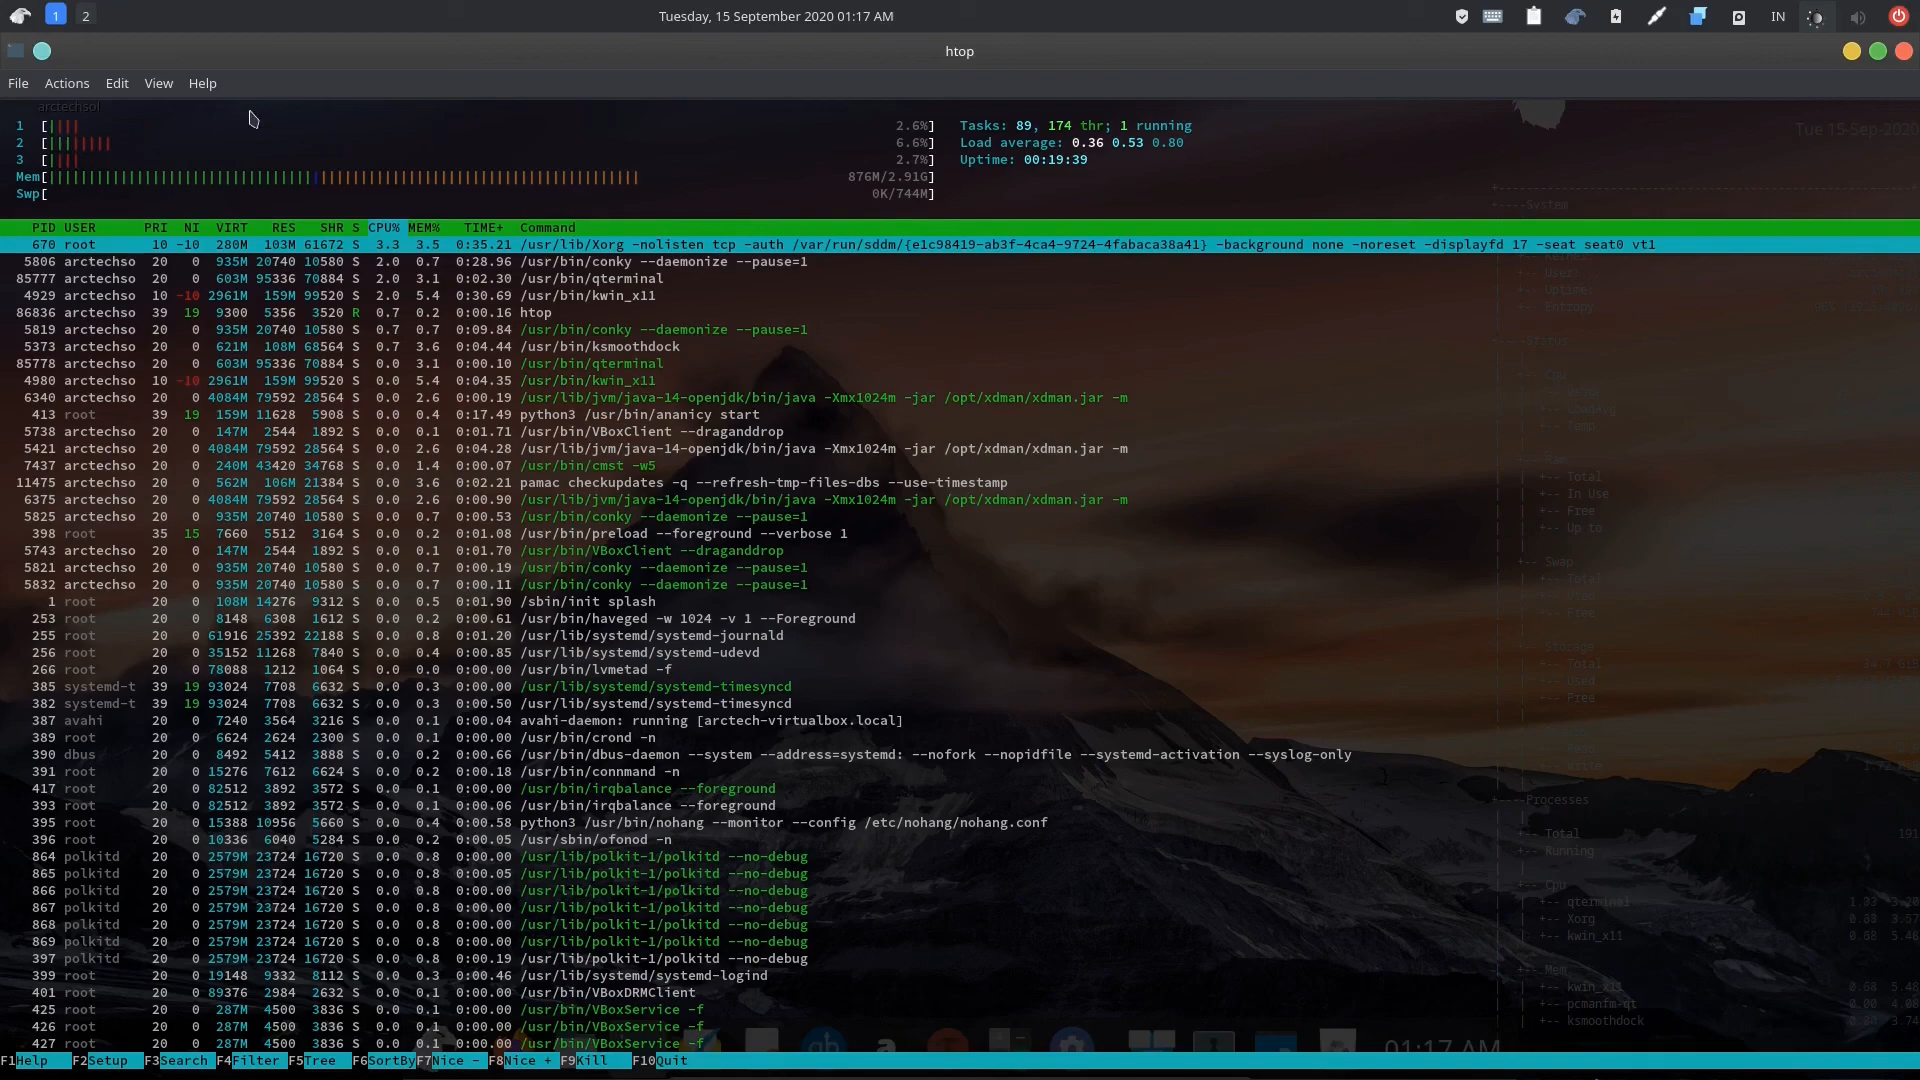 1 2 Tuesday, 15 September 2020 01:17 AM IN
htop
File Actions Edit View Help
arctechsol
1 [|||| 2.6%] Tasks: 89, 174 thr; 1 running
2 [|||||||| 6.6%] Load average: 0.36 0.53 0.80
3 [|||| 2.7%] Uptime: 00:19:39
Tue 15-Sep-2020
Mem[ 876M/2.91G]
Swp[ 0K/744M]
PID USER PRI NI VIRT RES SHR S CPU% MEM% TIME+ Command
670 root 10 -10 280M 103M 61672 S 3.3 3.5 0:35.21 /usr/lib/Xorg -nolisten tcp -auth /var/run/sddm/{e1c98419-ab3f-4ca4-9724-4fabaca38a41} -background none -noreset -displayfd 17 -seat seat0 vt1
5806 arctechso 20 0 935M 20740 10580 S 2.0 0.7 0:28.96 /usr/bin/conky --daemonize --pause=1
85777 arctechso 20 0 603M 95336 70884 S 2.0 3.1 0:02.30 /usr/bin/qterminal
4929 arctechso 10 -10 2961M 159M 99520 S 2.0 5.4 0:30.69 /usr/bin/kwin_x11
86836 arctechso 39 19 9300 5356 3520 R 0.7 0.2 0:00.16 htop
5819 arctechso 20 0 935M 20740 10580 S 0.7 0.7 0:09.84 /usr/bin/conky --daemonize --pause=1
5373 arctechso 20 0 621M 108M 68564 S 0.7 3.6 0:04.44 /usr/bin/ksmoothdock
85778 arctechso 20 0 603M 95336 70884 S 0.0 3.1 0:00.10 /usr/bin/qterminal
4980 arctechso 10 -10 2961M 159M 99520 S 0.0 5.4 0:04.35 /usr/bin/kwin_x11
6340 arctechso 20 0 4084M 79592 28564 S 0.0 2.6 0:00.19 /usr/lib/jvm/java-14-openjdk/bin/java -Xmx1024m -jar /opt/xdman/xdman.jar -m
413 root 39 19 159M 11628 5908 S 0.0 0.4 0:17.49 python3 /usr/bin/ananicy start
5738 arctechso 20 0 147M 2544 1892 S 0.0 0.1 0:01.71 /usr/bin/VBoxClient --draganddrop
5421 arctechso 20 0 4084M 79592 28564 S 0.0 2.6 0:04.28 /usr/lib/jvm/java-14-openjdk/bin/java -Xmx1024m -jar /opt/xdman/xdman.jar -m
7437 arctechso 20 0 240M 43420 34768 S 0.0 1.4 0:00.07 /usr/bin/cmst -w5
11475 arctechso 20 0 562M 106M 21384 S 0.0 3.6 0:02.21 pamac checkupdates -q --refresh-tmp-files-dbs --use-timestamp
6375 arctechso 20 0 4084M 79592 28564 S 0.0 2.6 0:00.90 /usr/lib/jvm/java-14-openjdk/bin/java -Xmx1024m -jar /opt/xdman/xdman.jar -m
5825 arctechso 20 0 935M 20740 10580 S 0.0 0.7 0:00.53 /usr/bin/conky --daemonize --pause=1
398 root 35 15 7660 5512 3164 S 0.0 0.2 0:01.08 /usr/bin/preload --foreground --verbose 1
5743 arctechso 20 0 147M 2544 1892 S 0.0 0.1 0:01.70 /usr/bin/VBoxClient --draganddrop
5821 arctechso 20 0 935M 20740 10580 S 0.0 0.7 0:00.19 /usr/bin/conky --daemonize --pause=1
5832 arctechso 20 0 935M 20740 10580 S 0.0 0.7 0:00.11 /usr/bin/conky --daemonize --pause=1
1 root 20 0 108M 14276 9312 S 0.0 0.5 0:01.90 /sbin/init splash
253 root 20 0 8148 6308 1612 S 0.0 0.2 0:00.61 /usr/bin/haveged -w 1024 -v 1 --Foreground
255 root 20 0 61916 25392 22188 S 0.0 0.8 0:01.20 /usr/lib/systemd/systemd-journald
256 root 20 0 35152 11268 7840 S 0.0 0.4 0:00.85 /usr/lib/systemd/systemd-udevd
266 root 20 0 78088 1212 1064 S 0.0 0.0 0:00.00 /usr/bin/lvmetad -f
385 systemd-t 39 19 93024 7708 6632 S 0.0 0.3 0:00.00 /usr/lib/systemd/systemd-timesyncd
382 systemd-t 39 19 93024 7708 6632 S 0.0 0.3 0:00.50 /usr/lib/systemd/systemd-timesyncd
387 avahi 20 0 7240 3564 3216 S 0.0 0.1 0:00.04 avahi-daemon: running [arctech-virtualbox.local]
389 root 20 0 6624 2624 2300 S 0.0 0.1 0:00.00 /usr/bin/crond -n
390 dbus 20 0 8492 5412 3888 S 0.0 0.2 0:00.66 /usr/bin/dbus-daemon --system --address=systemd: --nofork --nopidfile --systemd-activation --syslog-only
391 root 20 0 15276 7612 6624 S 0.0 0.2 0:00.18 /usr/bin/connmand -n
417 root 20 0 82512 3892 3572 S 0.0 0.1 0:00.00 /usr/bin/irqbalance --foreground
393 root 20 0 82512 3892 3572 S 0.0 0.1 0:00.06 /usr/bin/irqbalance --foreground
395 root 20 0 15388 10956 5660 S 0.0 0.4 0:00.58 python3 /usr/bin/nohang --monitor --config /etc/nohang/nohang.conf
396 root 20 0 10336 6040 5284 S 0.0 0.2 0:00.05 /usr/sbin/ofonod -n
864 polkitd 20 0 2579M 23724 16720 S 0.0 0.8 0:00.00 /usr/lib/polkit-1/polkitd --no-debug
865 polkitd 20 0 2579M 23724 16720 S 0.0 0.8 0:00.05 /usr/lib/polkit-1/polkitd --no-debug
866 polkitd 20 0 2579M 23724 16720 S 0.0 0.8 0:00.00 /usr/lib/polkit-1/polkitd --no-debug
867 polkitd 20 0 2579M 23724 16720 S 0.0 0.8 0:00.00 /usr/lib/polkit-1/polkitd --no-debug
868 polkitd 20 0 2579M 23724 16720 S 0.0 0.8 0:00.00 /usr/lib/polkit-1/polkitd --no-debug
869 polkitd 20 0 2579M 23724 16720 S 0.0 0.8 0:00.00 /usr/lib/polkit-1/polkitd --no-debug
397 polkitd 20 0 2579M 23724 16720 S 0.0 0.8 0:00.19 /usr/lib/polkit-1/polkitd --no-debug
399 root 20 0 19148 9332 8112 S 0.0 0.3 0:00.46 /usr/lib/systemd/systemd-logind
401 root 20 0 89376 2984 2632 S 0.0 0.1 0:00.00 /usr/bin/VBoxDRMClient
425 root 20 0 287M 4500 3836 S 0.0 0.1 0:00.00 /usr/bin/VBoxService -f
426 root 20 0 287M 4500 3836 S 0.0 0.1 0:00.00 /usr/bin/VBoxService -f
427 root 20 0 287M 4500 3836 S 0.0 0.1 0:00.00 /usr/bin/VBoxService -f
F1Help F2Setup F3Search F4Filter F5Tree F6SortBy F7Nice - F8Nice + F9Kill F10Quit
System
Uptime
Entropy
Cpu
Total
In Use
Free
Up to
Swap
Total
Free
Storage
Total
Used
Free
Processes
Total 191
Running
Cpu
qterminal
Xorg
kwin_x11
Mem
kwin_x11
pcmanfm-qt
ksmoothdock
01:17 AM